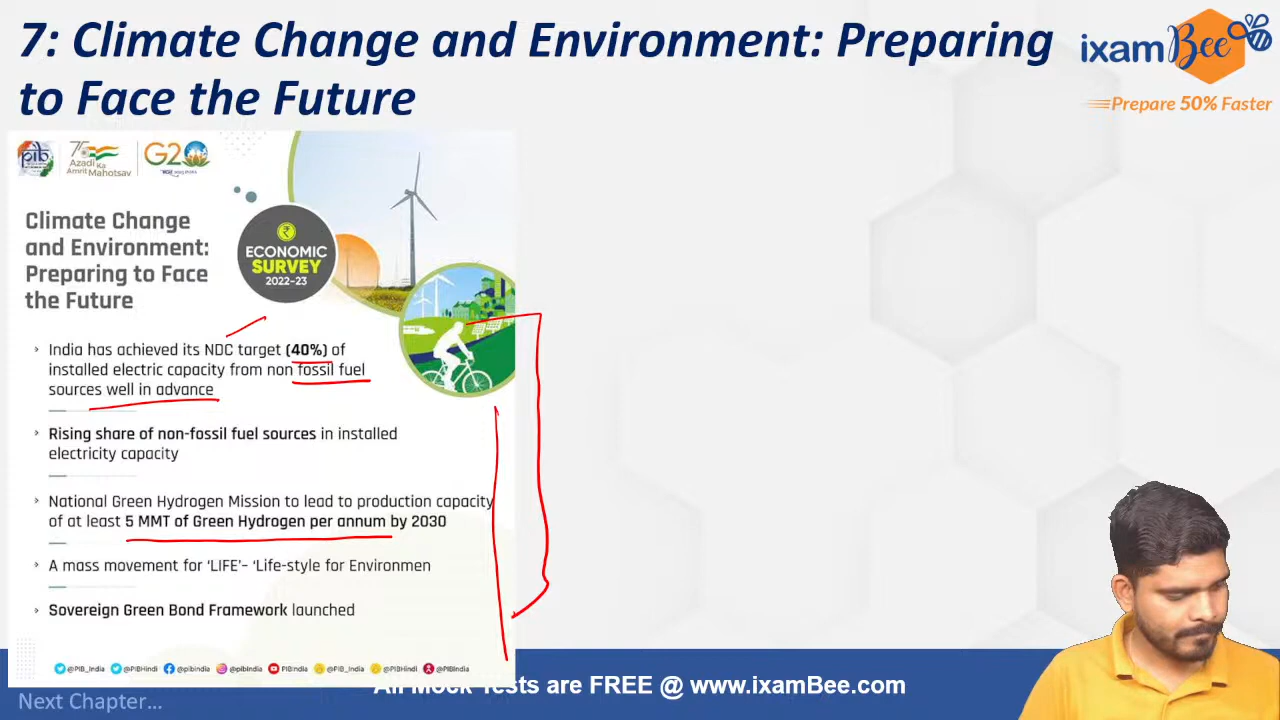 7: Climate Change and Environment: Preparing
to Face the Future
ixamBee
Prepare 50% Faster
pib
75
Azadi Ka
Amrit Mahotsav
G20
Climate Change
and Environment:
Preparing to Face
the Future
ECONOMIC
SURVEY
2022-23
India has achieved its NDC target (40%) of
installed electric capacity from non fossil fuel
sources well in advance
Rising share of non-fossil fuel sources in installed
electricity capacity
National Green Hydrogen Mission to lead to production capacity
of at least 5 MMT of Green Hydrogen per annum by 2030
A mass movement for ‘LIFE’– ‘Life-style for Environmen
Sovereign Green Bond Framework launched
@PIB_India @PIBHindi @pibindia @pibindia PIBIndia @PIB_India @PIBHindi @PIBIndia
Mock Tests are FREE @ www.ixamBee.com
Next Chapter...